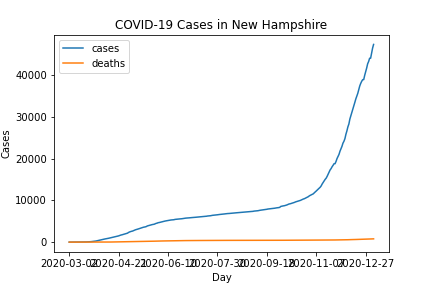 COVID-19 Cases in New Hampshire
cases
deaths
40000
30000
20000
10000
0
Cases
2020-03-02 2020-04-21 2020-06-10 2020-07-30 2020-09-18 2020-11-07 2020-12-27
Day